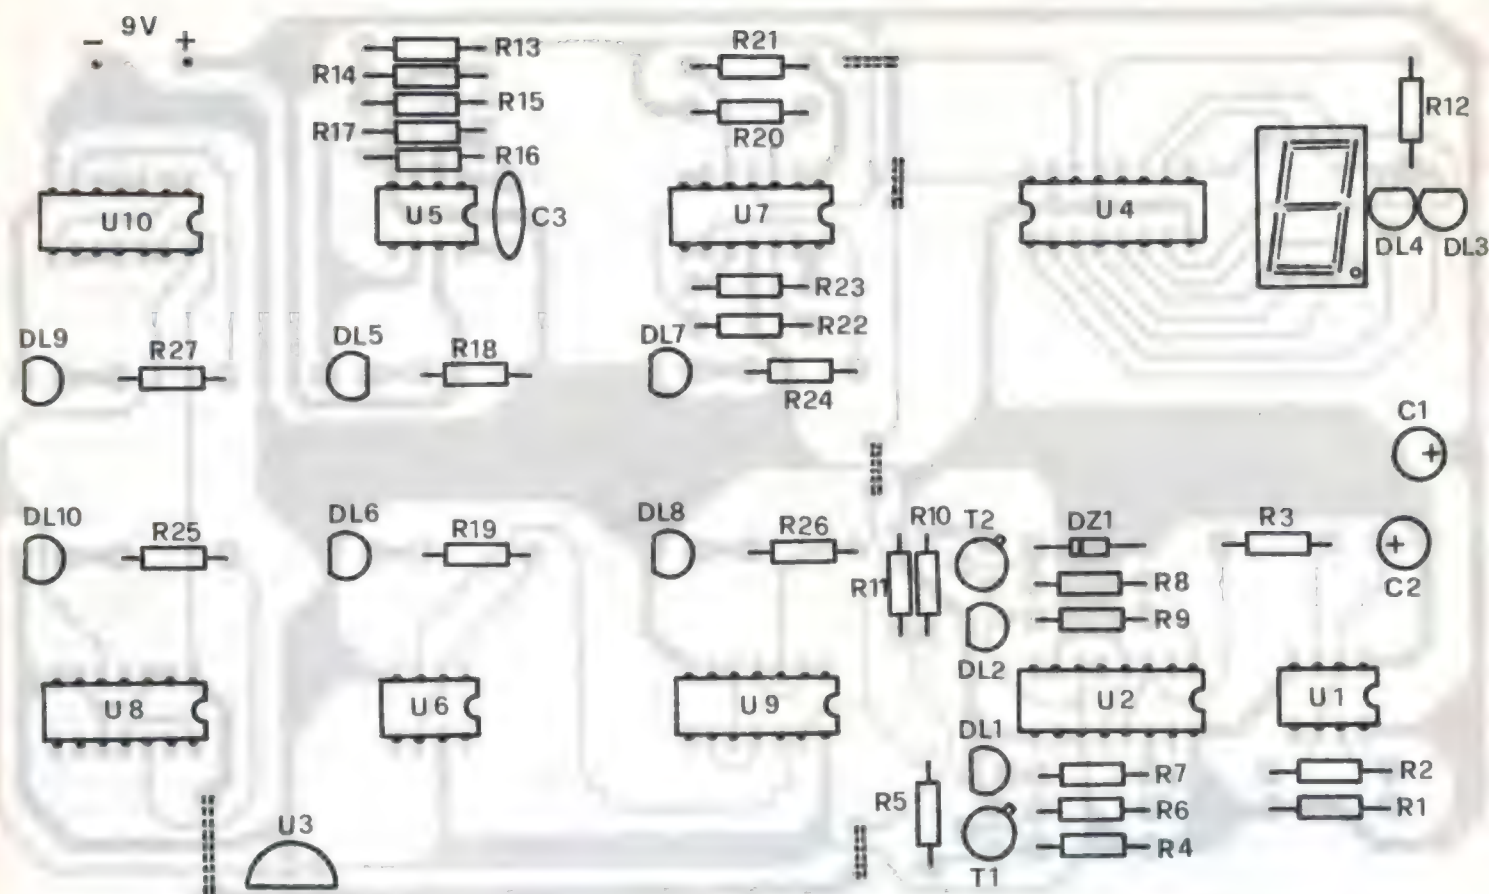 9V
- +
R13
R14
R15
R17
R16
R21
R20
R12
U10
U5
C3
U7
U4
DL4 DL3
R23
R22
DL9
R27
DL5
R18
DL7
R24
C1
DL10
R25
DL6
R19
DL8
R26
R10
T2
DZ1
R3
R11
R8
C2
R9
DL2
U8
U6
U9
U2
U1
DL1
R7
R2
R5
R6
R1
U3
R4
T1